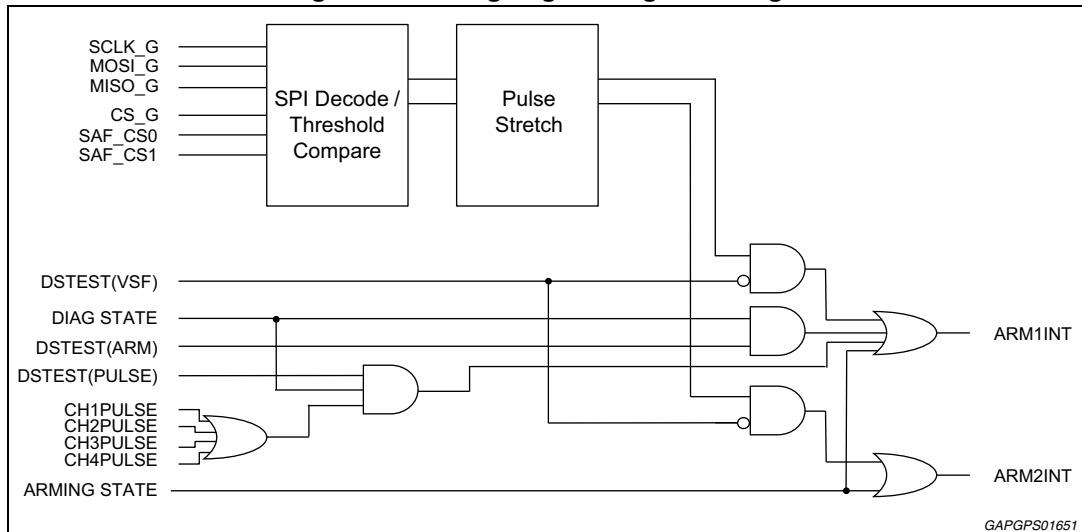 SCLK_G
MOSI_G
MISO_G
CS_G
SAF_CS0
SAF_CS1
SPI Decode /
Threshold
Compare
Pulse
Stretch
DSTEST(VSF)
DIAG STATE
DSTEST(ARM)
DSTEST(PULSE)
CH1PULSE
CH2PULSE
CH3PULSE
CH4PULSE
ARMING STATE
ARM1INT
ARM2INT
GAPGPS01651